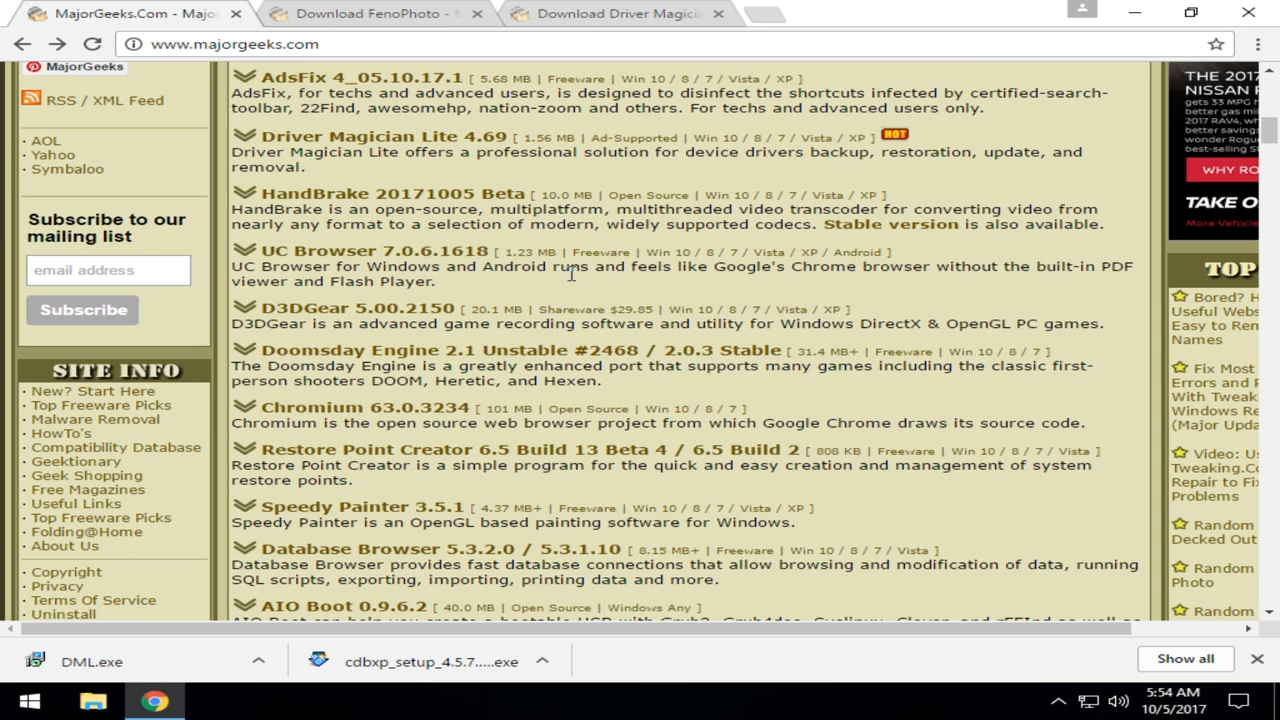 MajorGeeks.Com - Major
Download FenoPhoto -
Download Driver Magicia
www.majorgeeks.com
MajorGeeks
RSS / XML Feed
· AOL
· Yahoo
· Symbaloo
Subscribe to our
mailing list
email address
Subscribe
SITE INFO
· New? Start Here
· Top Freeware Picks
· Malware Removal
· HowTo's
· Compatibility Database
· Geektionary
· Geek Shopping
· Free Magazines
· Useful Links
· Top Freeware Picks
· Folding@Home
· About Us
· Copyright
· Privacy
· Terms Of Service
· Uninstall
AdsFix 4_05.10.17.1 [ 5.68 MB | Freeware | Win 10 / 8 / 7 / Vista / XP ]
AdsFix, for techs and advanced users, is designed to disinfect the shortcuts infected by certified-search-
toolbar, 22Find, awesomehp, nation-zoom and others. For techs and advanced users only.
Driver Magician Lite 4.69 [ 1.56 MB | Ad-Supported | Win 10 / 8 / 7 / Vista / XP ] HOT
Driver Magician Lite offers a professional solution for device drivers backup, restoration, update, and
removal.
HandBrake 20171005 Beta [ 10.0 MB | Open Source | Win 10 / 8 / 7 / Vista / XP ]
HandBrake is an open-source, multiplatform, multithreaded video transcoder for converting video from
nearly any format to a selection of modern, widely supported codecs. Stable version is also available.
UC Browser 7.0.6.1618 [ 1.23 MB | Freeware | Win 10 / 8 / 7 / Vista / XP / Android ]
UC Browser for Windows and Android runs and feels like Google's Chrome browser without the built-in PDF
viewer and Flash Player.
D3DGear 5.00.2150 [ 20.1 MB | Shareware $29.85 | Win 10 / 8 / 7 / Vista / XP ]
D3DGear is an advanced game recording software and utility for Windows DirectX & OpenGL PC games.
Doomsday Engine 2.1 Unstable #2468 / 2.0.3 Stable [ 31.4 MB+ | Freeware | Win 10 / 8 / 7 ]
The Doomsday Engine is a greatly enhanced port that supports many games including the classic first-
person shooters DOOM, Heretic, and Hexen.
Chromium 63.0.3234 [ 101 MB | Open Source | Win 10 / 8 / 7 ]
Chromium is the open source web browser project from which Google Chrome draws its source code.
Restore Point Creator 6.5 Build 13 Beta 4 / 6.5 Build 2 [ 808 KB | Freeware | Win 10 / 8 / 7 / Vista ]
Restore Point Creator is a simple program for the quick and easy creation and management of system
restore points.
Speedy Painter 3.5.1 [ 4.37 MB+ | Freeware | Win 10 / 8 / 7 / Vista / XP ]
Speedy Painter is an OpenGL based painting software for Windows.
Database Browser 5.3.2.0 / 5.3.1.10 [ 8.15 MB+ | Freeware | Win 10 / 8 / 7 / Vista ]
Database Browser provides fast database connections that allow browsing and modification of data, running
SQL scripts, exporting, importing, printing data and more.
AIO Boot 0.9.6.2 [ 40.0 MB | Open Source | Windows Any ]
THE 2017
NISSAN
gets 33 MPG
better gas mi
2017 RAV4, w
better savings
woman Rogue
best-selling S
WHY RO
TAKE O
More Vehicle
TOP
Bored? H
Useful Webs
Easy to Rem
Names
Fix Most
Errors and
With Tweak
Windows Re
(Major Upda
Video: Us
Tweaking.Co
Repair to Fix
Problems
Random
Decked Out
Random
Photo
Random
DML.exe
cdbxp_setup_4.5.7.....exe
Show all
5:54 AM
10/5/2017